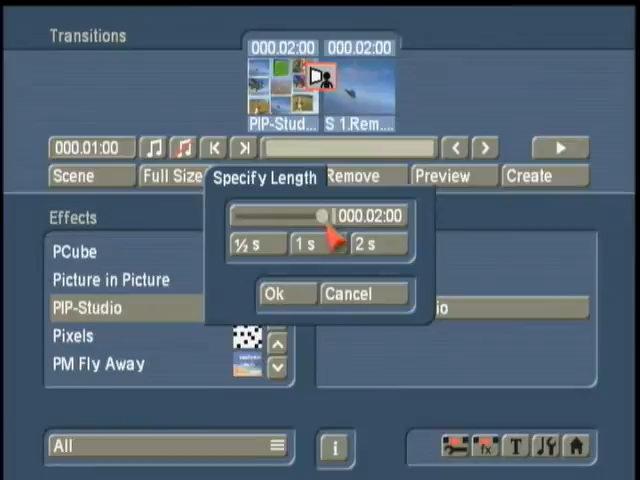 Transitions
000.02:00 000.02:00
PIP-Stud... S 1.Rem....
000.01:00
Scene Full Size Remove Preview Create
Specify Length
000.02:00
½ s 1 s 2 s
Ok Cancel
Effects
PCube
Picture in Picture
PIP-Studio
io
Pixels
PM Fly Away
All
i
fx T